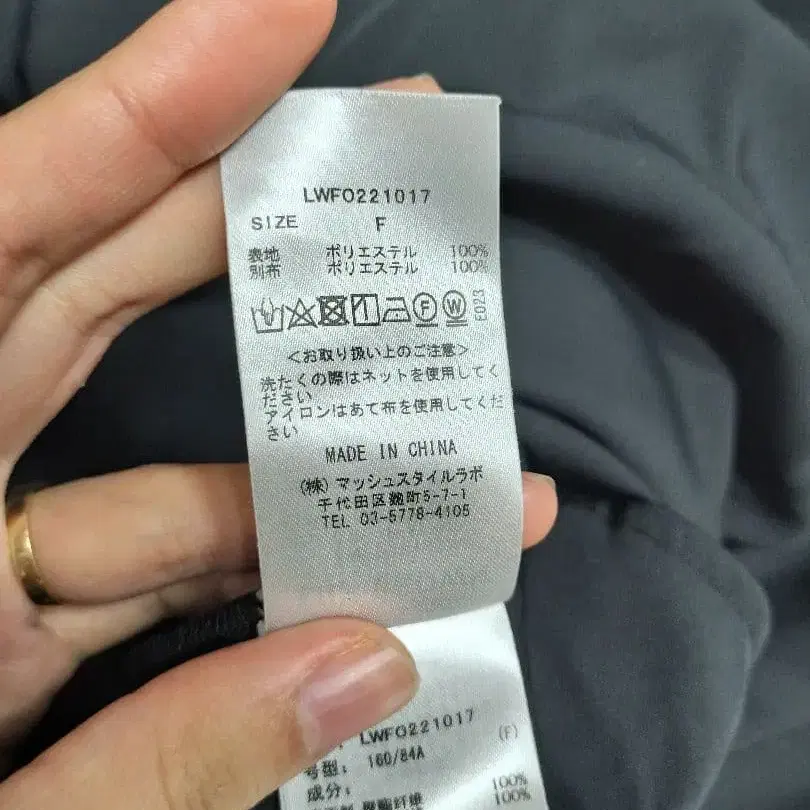 LWFO221017
SIZE F
表地 ポリエステル 100%
別布 ポリエステル 100%
F W E023
<お取り扱い上のご注意>
洗たくの際はネットを使用してく
ださい
アイロンはあて布を使用してくだ
さい
MADE IN CHINA
(株)マッシュスタイルラボ
千代田区麹町5-7-1
TEL 03-5778-4105
LWFO221017
号型: 160/84A (F)
成分:
100%
聚酯纤维 100%